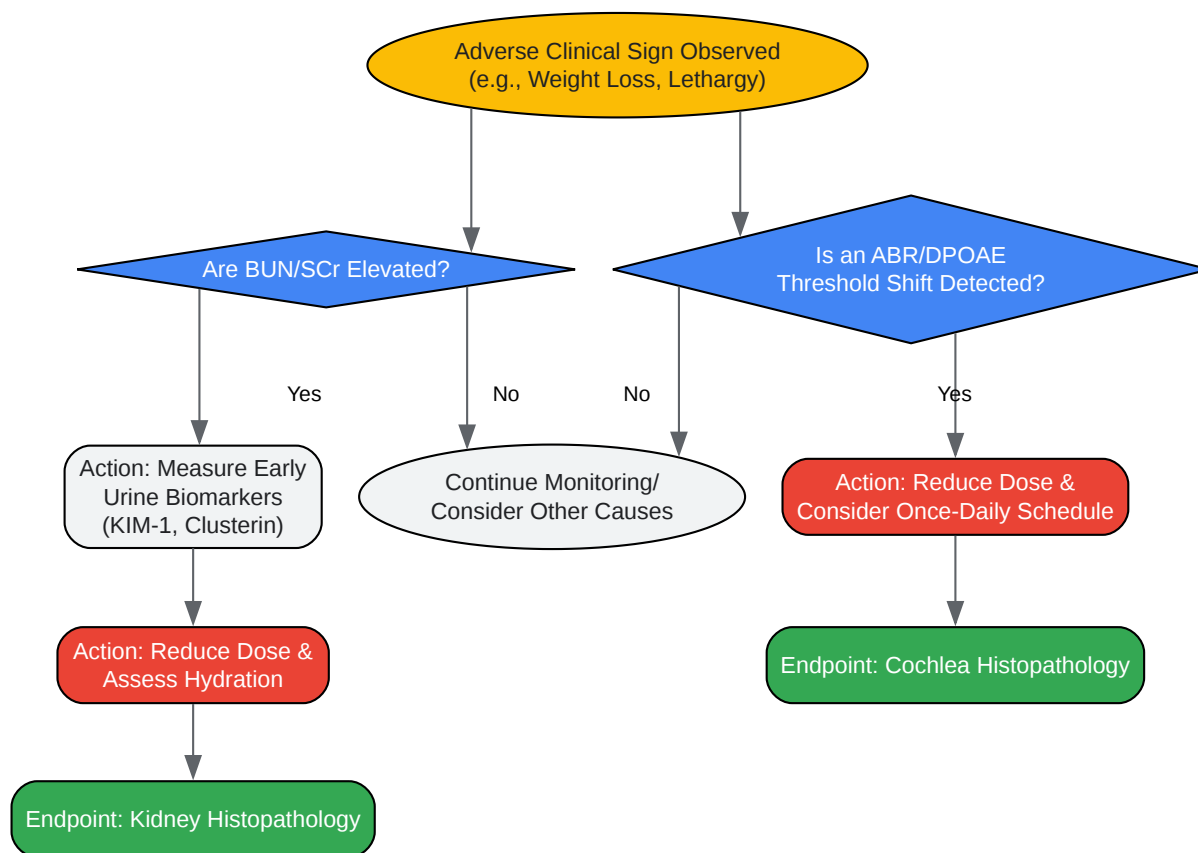 Adverse Clinical Sign Observed
(e.g., Weight Loss, Lethargy)
Are BUN/SCr Elevated?
Is an ABR/DPOAE
Threshold Shift Detected?
Yes
No
No
Yes
Action: Measure Early
Urine Biomarkers
(KIM-1, Clusterin)
Continue Monitoring/
Consider Other Causes
Action: Reduce Dose &
Consider Once-Daily Schedule
Action: Reduce Dose &
Assess Hydration
Endpoint: Cochlea Histopathology
Endpoint: Kidney Histopathology